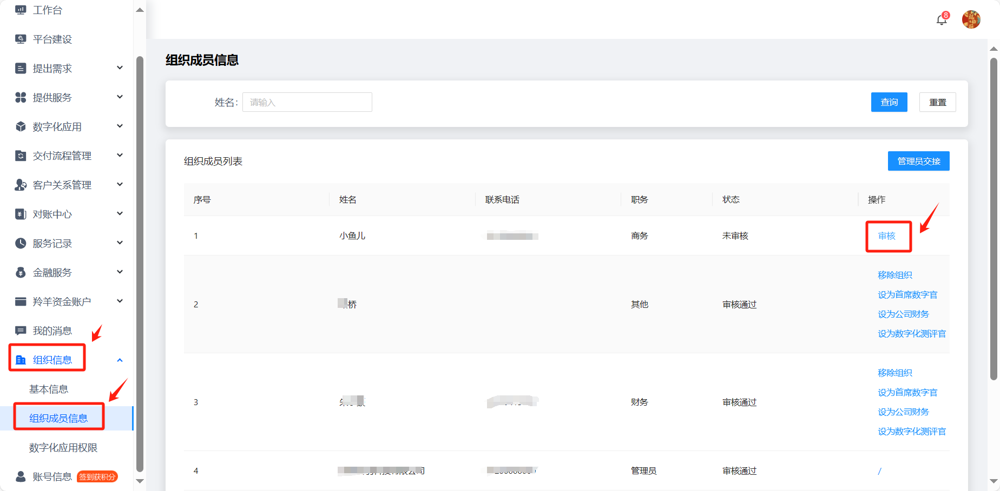 工作台
平台建设
提出需求
提供服务
数字化应用
交付流程管理
客户关系管理
对账中心
服务记录
金融服务
羚羊资金账户
我的消息
组织信息
基本信息
组织成员信息
数字化应用权限
账号信息 签到获积分
8
组织成员信息
姓名: 请输入 查询 重置
组织成员列表 管理员交接
序号 姓名 联系电话 职务 状态 操作
1 小鱼儿 商务 未审核 审核
2 桥 其他 审核通过
移除组织
设为首席数字官
设为公司财务
设为数字化测评官
3 财务 审核通过
移除组织
设为首席数字官
设为公司财务
设为数字化测评官
4 公司 管理员 审核通过 /